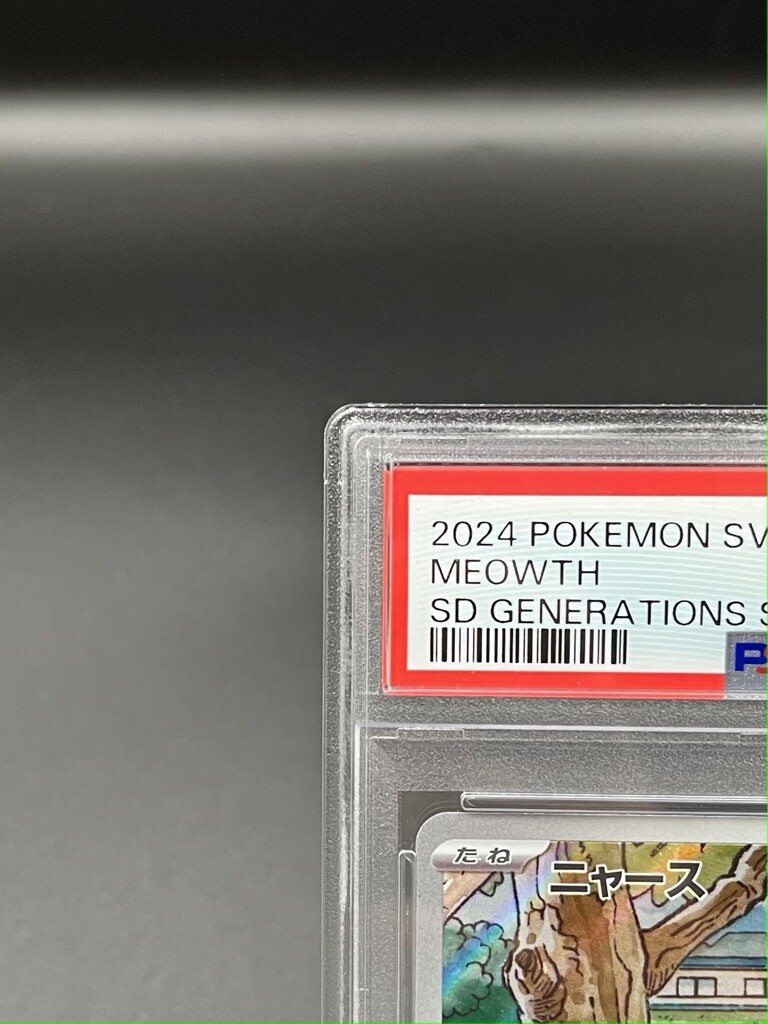 2024 POKEMON SV
MEOWTH
SD GENERATIONS S
たね ニャース